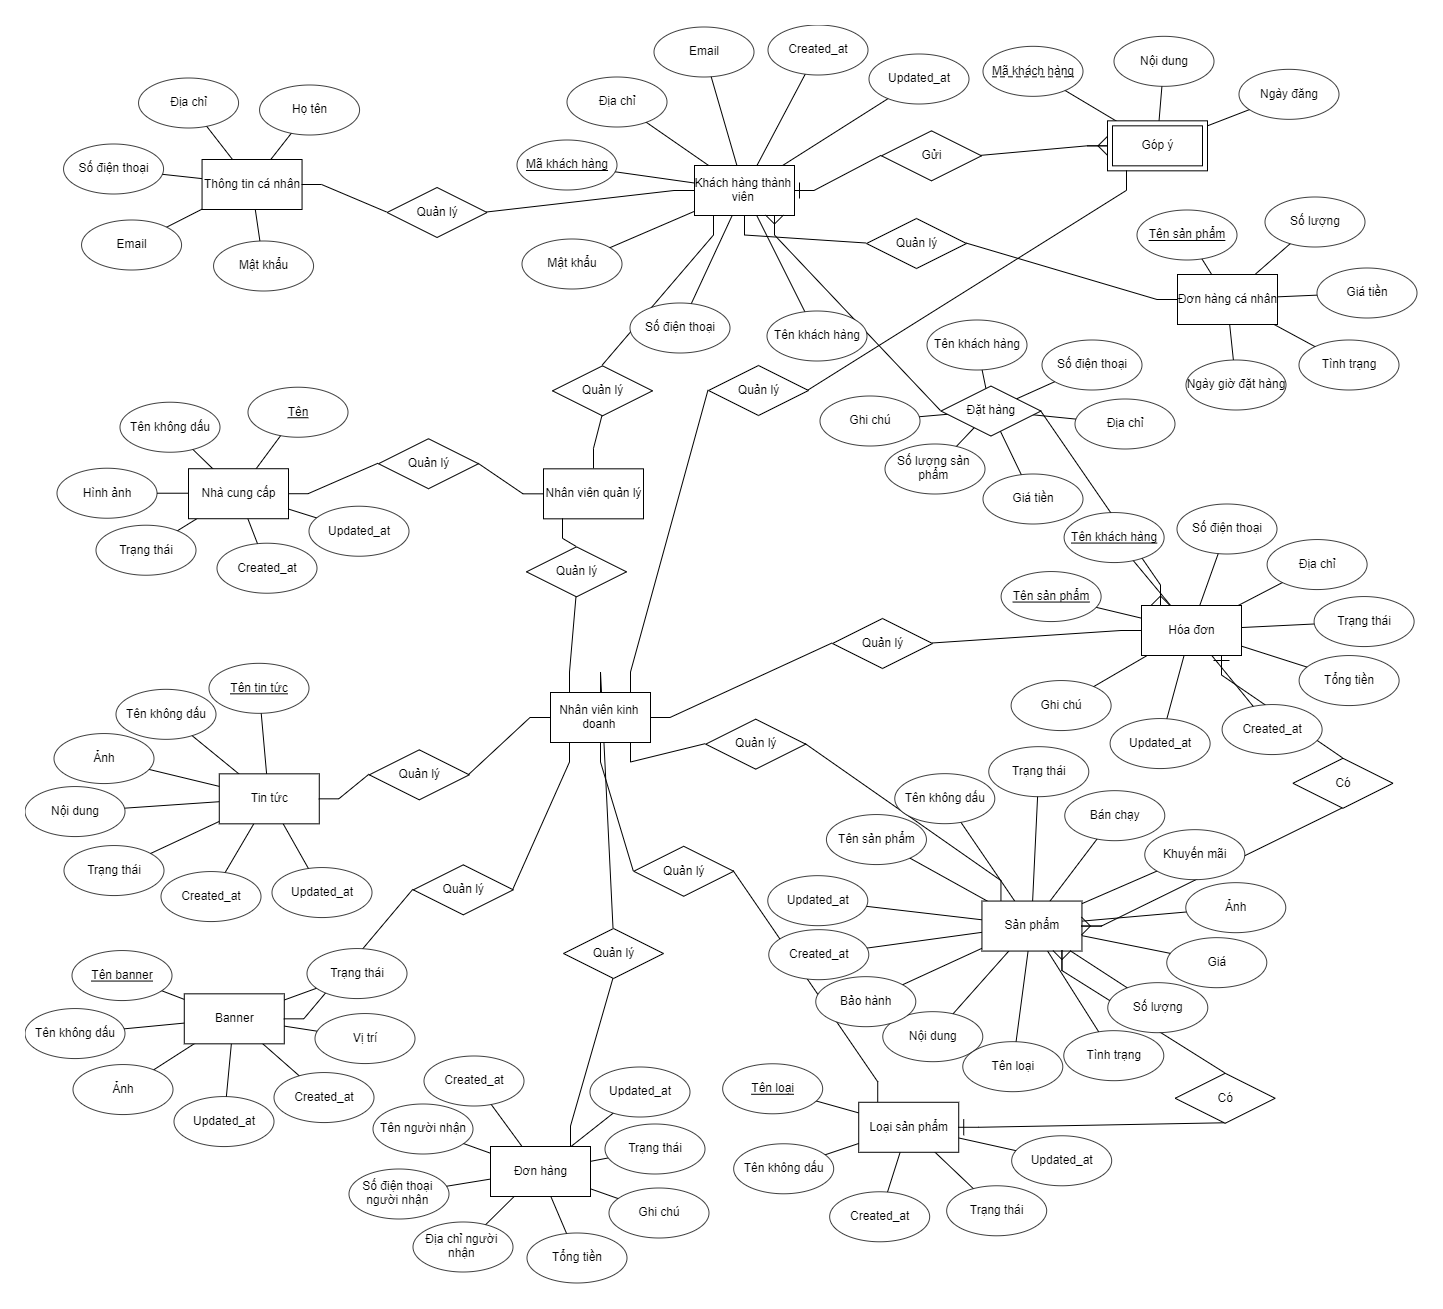 Email
Created_at
Updated_at
Địa chỉ
Mã khách hàng
Khách hàng thành
viên
Mật khẩu
Số điện thoại
Tên khách hàng
Địa chỉ
Họ tên
Số điện thoại
Thông tin cá nhân
Email
Mật khẩu
Quản lý
Gửi
Mã khách hàng
Nội dung
Ngày đăng
Góp ý
Quản lý
Tên sản phẩm
Số lượng
Giá tiền
Đơn hàng cá nhân
Ngày giờ đặt hàng
Tình trạng
Quản lý
Quản lý
Tên khách hàng
Số điện thoại
Đặt hàng
Ghi chú
Địa chỉ
Số lượng sản
phẩm
Giá tiền
Tên
Tên không dấu
Hình ảnh
Nhà cung cấp
Trạng thái
Created_at
Updated_at
Quản lý
Nhân viên quản lý
Quản lý
Tên khách hàng
Số điện thoại
Địa chỉ
Tên sản phẩm
Hóa đơn
Trạng thái
Tổng tiền
Ghi chú
Updated_at
Created_at
Quản lý
Nhân viên kinh
doanh
Quản lý
Có
Tên tin tức
Tên không dấu
Ảnh
Nội dung
Tin tức
Trạng thái
Created_at
Updated_at
Quản lý
Quản lý
Quản lý
Quản lý
Tên không dấu
Trạng thái
Bán chạy
Tên sản phẩm
Khuyến mãi
Updated_at
Ảnh
Sản phẩm
Created_at
Giá
Bảo hành
Số lượng
Nội dung
Tên loại
Tình trạng
Tên banner
Trạng thái
Banner
Tên không dấu
Vị trí
Ảnh
Updated_at
Created_at
Created_at
Updated_at
Tên người nhận
Trạng thái
Đơn hàng
Số điện thoại
người nhận
Ghi chú
Địa chỉ người
nhận
Tổng tiền
Tên loại
Có
Loại sản phẩm
Tên không dấu
Updated_at
Created_at
Trạng thái